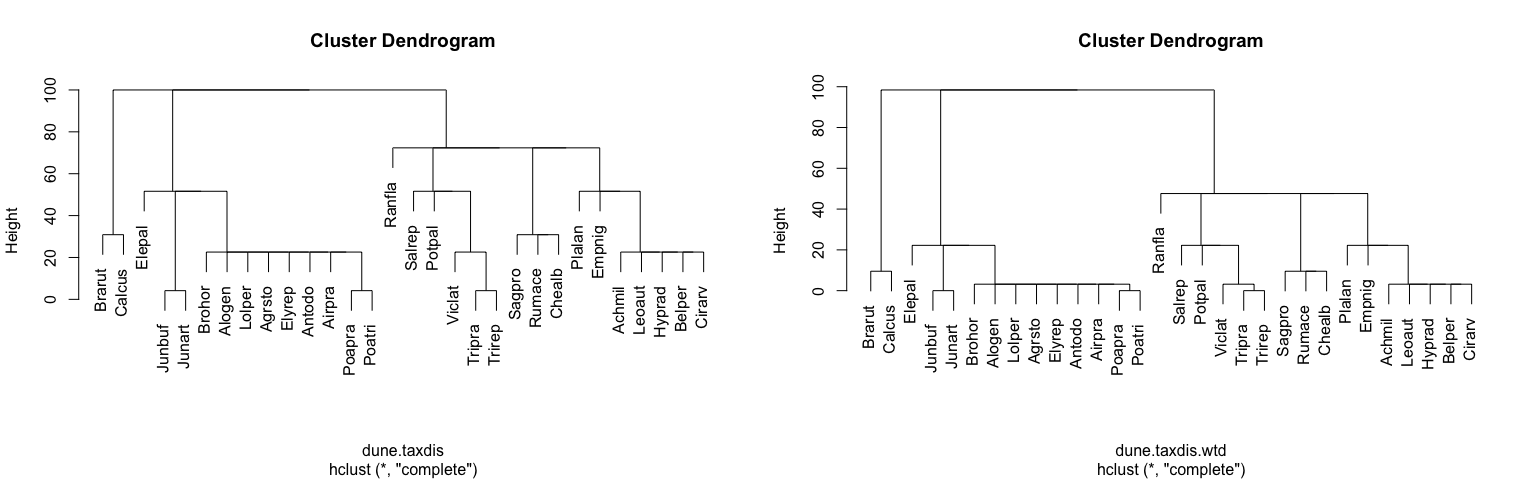 Cluster Dendrogram
Height
100
80
60
40
20
0
Brarut
Calcus
Elepal
Junbuf
Junart
Brohor
Alogen
Lolper
Agrsto
Elyrep
Antodo
Airpra
Poapra
Poatri
Ranfla
Salrep
Potpal
Viclat
Tripra
Trirep
Sagpro
Rumace
Chealb
Plalan
Empnig
Achmil
Leoaut
Hyprad
Belper
Cirarv
dune.taxdis
hclust (*, "complete")
Cluster Dendrogram
Height
100
80
60
40
20
0
Brarut
Calcus
Elepal
Junbuf
Junart
Brohor
Alogen
Lolper
Agrsto
Elyrep
Antodo
Airpra
Poapra
Poatri
Ranfla
Salrep
Potpal
Viclat
Tripra
Trirep
Sagpro
Rumace
Chealb
Plalan
Empnig
Achmil
Leoaut
Hyprad
Belper
Cirarv
dune.taxdis.wtd
hclust (*, "complete")